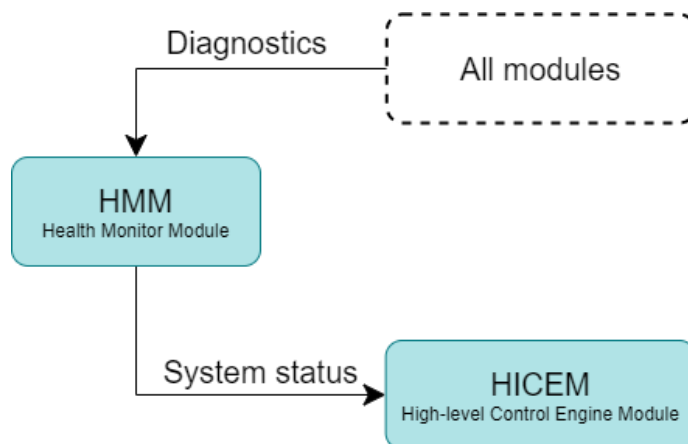 Diagnostics
All modules
HMM
Health Monitor Module
System status
HICEM
High-level Control Engine Module